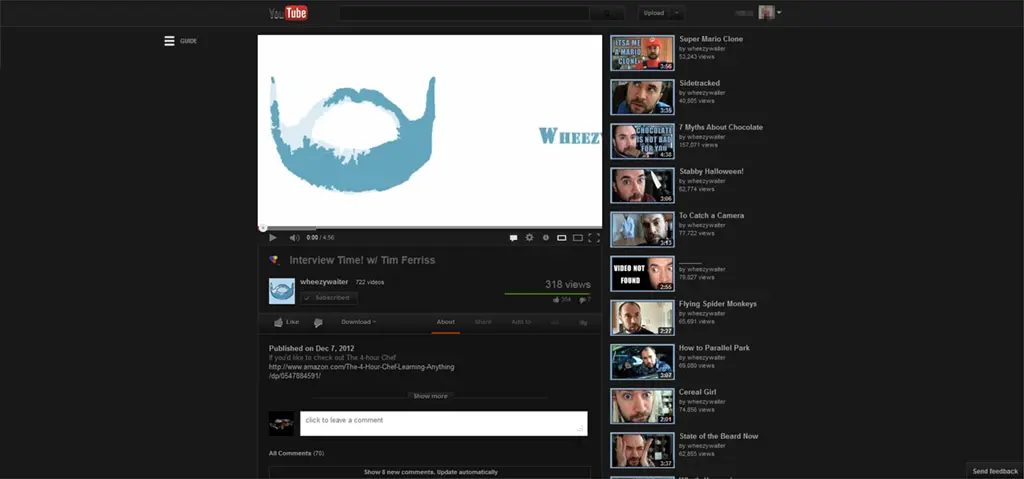 YouTube
Upload
GUIDE
WHEEZY
0:00 / 4:56
Interview Time! w/ Tim Ferriss
wheezywaiter 722 videos
Subscribed
318 views
354 7
Like
Download
About
Share
Add to
Published on Dec 7, 2012
If you'd like to check out The 4-hour Chef
http://www.amazon.com/The-4-Hour-Chef-Learning-Anything
/dp/0547884591/
Show more
click to leave a comment
All Comments (75)
Show 8 new comments. Update automatically
ITSA ME
A MARIO
CLONE
3:56
Super Mario Clone
by wheezywaiter
53,243 views
3:35
Sidetracked
by wheezywaiter
CHOCOLATE
IS NOT BAD
FOR YOU
4:38
7 Myths About Chocolate
by wheezywaiter
157,071 views
3:06
Stabby Halloween!
by wheezywaiter
62,774 views
3:13
To Catch a Camera
by wheezywaiter
77,722 views
VIDEO NOT
FOUND
2:55
by wheezywaiter
79,827 views
2:37
Flying Spider Monkeys
by wheezywaiter
65,691 views
3:07
How to Parallel Park
by wheezywaiter
69,080 views
2:01
Cereal Girl
by wheezywaiter
74,856 views
3:37
State of the Beard Now
by wheezywaiter
62,855 views
Send feedback